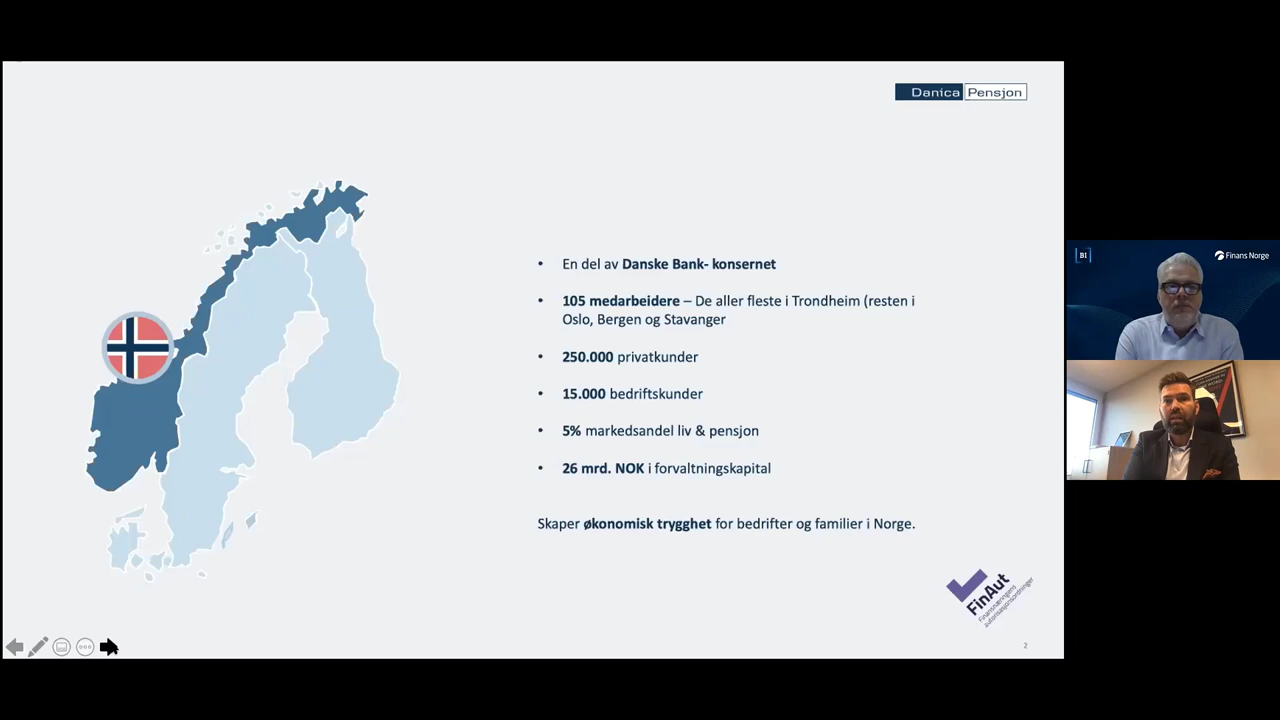 Danica Pensjon
• En del av Danske Bank- konsernet
• 105 medarbeidere – De aller fleste i Trondheim (resten i
Oslo, Bergen og Stavanger
• 250.000 privatkunder
• 15.000 bedriftskunder
• 5% markedsandel liv & pensjon
• 26 mrd. NOK i forvaltningskapital
Skaper økonomisk trygghet for bedrifter og familier i Norge.
FinAut
Finansnæringens
autorisasjonsordninger
2
BI
Finans Norge